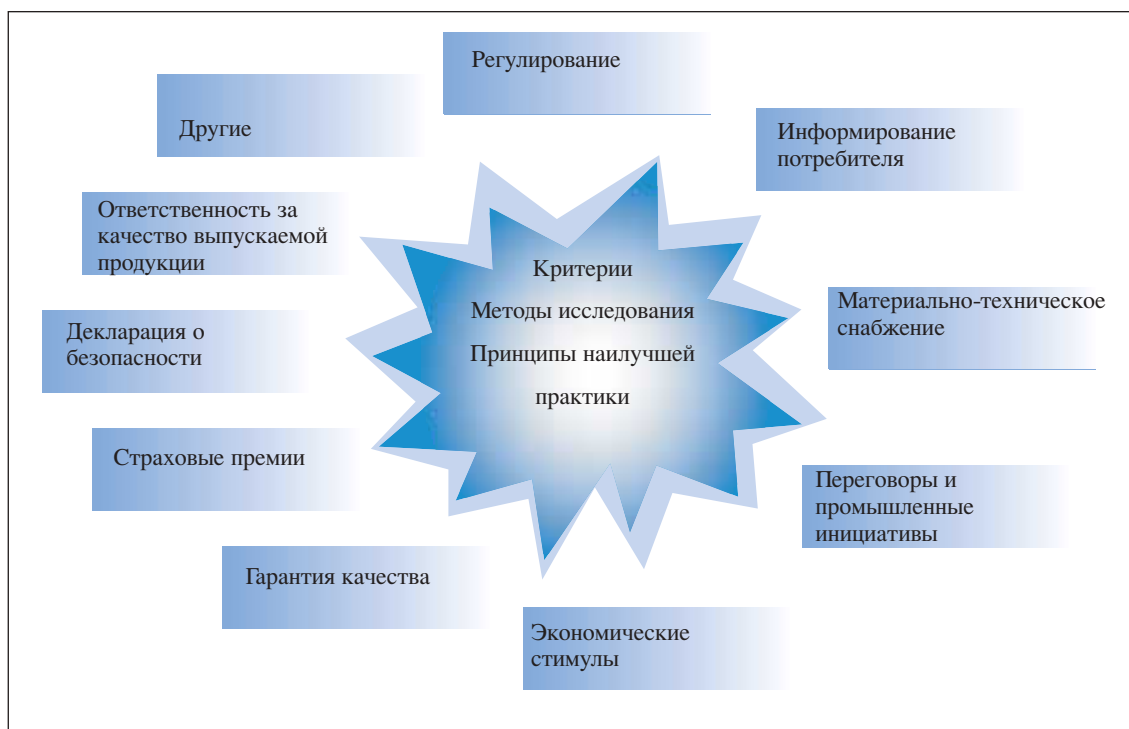 Регулирование
Другие
Информирование
потребителя
Ответственность за
качество выпускаемой
продукции
Критерии
Методы исследования
Принципы наилучшей
практики
Материально-техническое
снабжение
Декларация о
безопасности
Страховые премии
Переговоры и
промышленные
инициативы
Гарантия качества
Экономические
стимулы